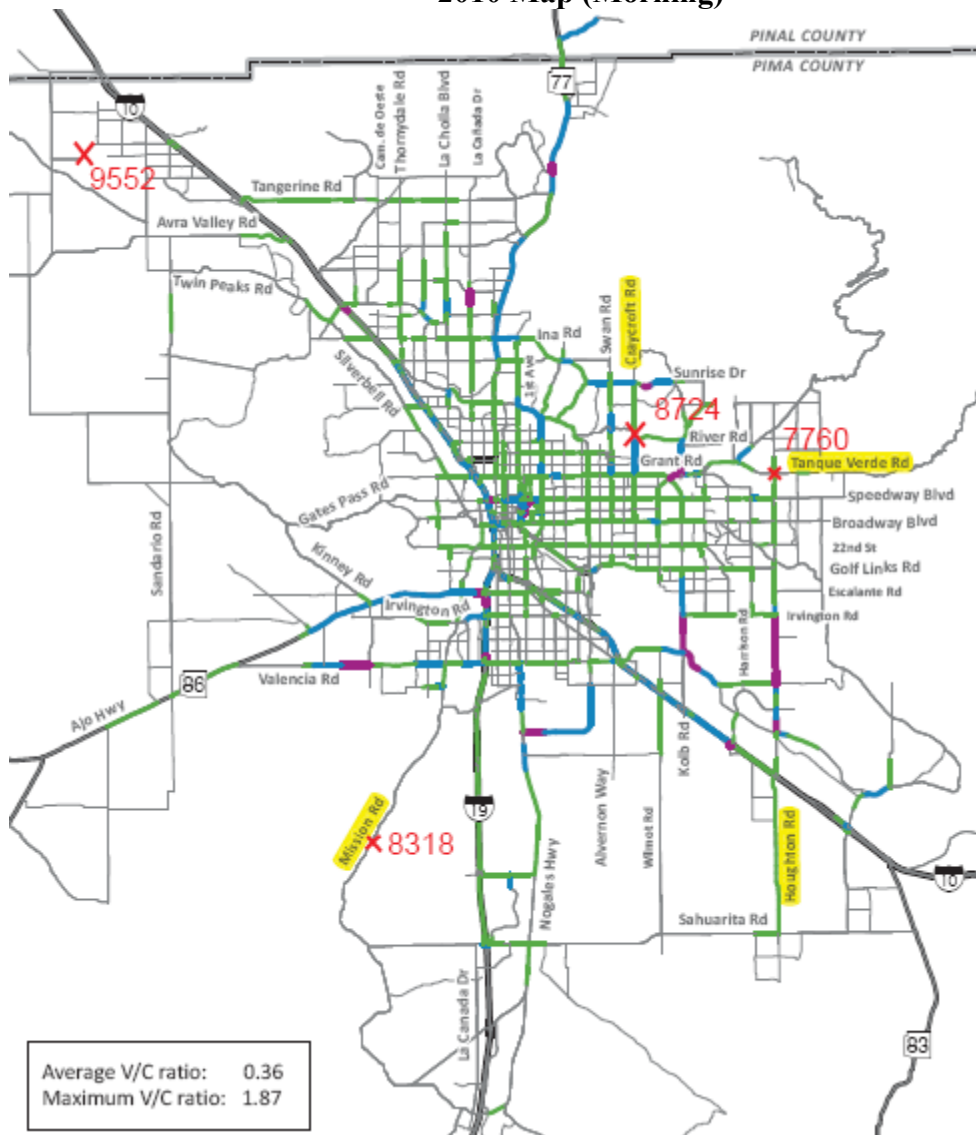 2010 Map (Morning)
PINAL COUNTY
PIMA COUNTY
77
10
Cam. de Oeste
Thornydale Rd
La Cholla Blvd
La Cañada Dr
9552
Tangerine Rd
Avra Valley Rd
Twin Peaks Rd
Ina Rd
Swan Rd
Craycroft Rd
Sunrise Dr
1st Ave
Silverbell Rd
8724
River Rd
7760
Grant Rd
Tanque Verde Rd
Gates Pass Rd
Speedway Blvd
Broadway Blvd
22nd St
Golf Links Rd
Escalante Rd
Sandario Rd
Kinney Rd
Irvington Rd
Irvington Rd
Harrison Rd
Valencia Rd
86
Ajo Hwy
Kolb Rd
Mission Rd
8318
19
Nogales Hwy
Alvernon Way
Wilmot Rd
Houghton Rd
10
Sahuarita Rd
La Canada Dr
83
Average V/C ratio: 0.36
Maximum V/C ratio: 1.87